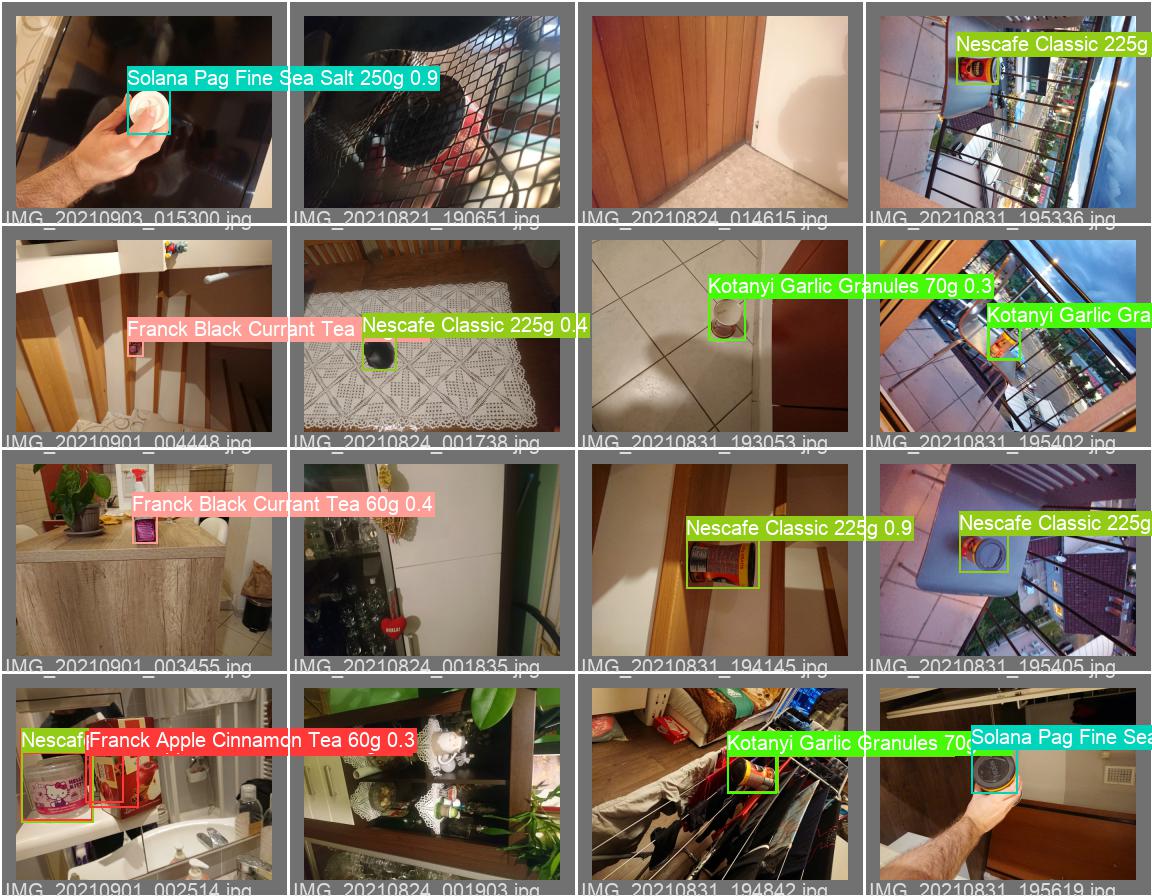 Solana Pag Fine Sea Salt 250g 0.9
Nescafe Classic 225g
IMG_20210903_015300.jpg
IMG_20210821_190651.jpg
IMG_20210824_014615.jpg
IMG_20210831_195336.jpg
Franck Black Currant Tea
Nescafe Classic 225g 0.4
Kotanyi Garlic Granules 70g 0.3
Kotanyi Garlic Gra
IMG_20210901_004448.jpg
IMG_20210824_001738.jpg
IMG_20210831_193053.jpg
IMG_20210831_195402.jpg
Franck Black Currant Tea 60g 0.4
Nescafe Classic 225g 0.9
Nescafe Classic 225g
IMG_20210901_003455.jpg
IMG_20210824_001835.jpg
IMG_20210831_194145.jpg
IMG_20210831_195405.jpg
Nescaf
Franck Apple Cinnamon Tea 60g 0.3
HELLO KITTY
Kotanyi Garlic Granules 70g
Solana Pag Fine Sea
IMG_20210901_002514.jpg
IMG_20210824_001903.jpg
IMG_20210831_194842.jpg
IMG_20210831_195619.jpg